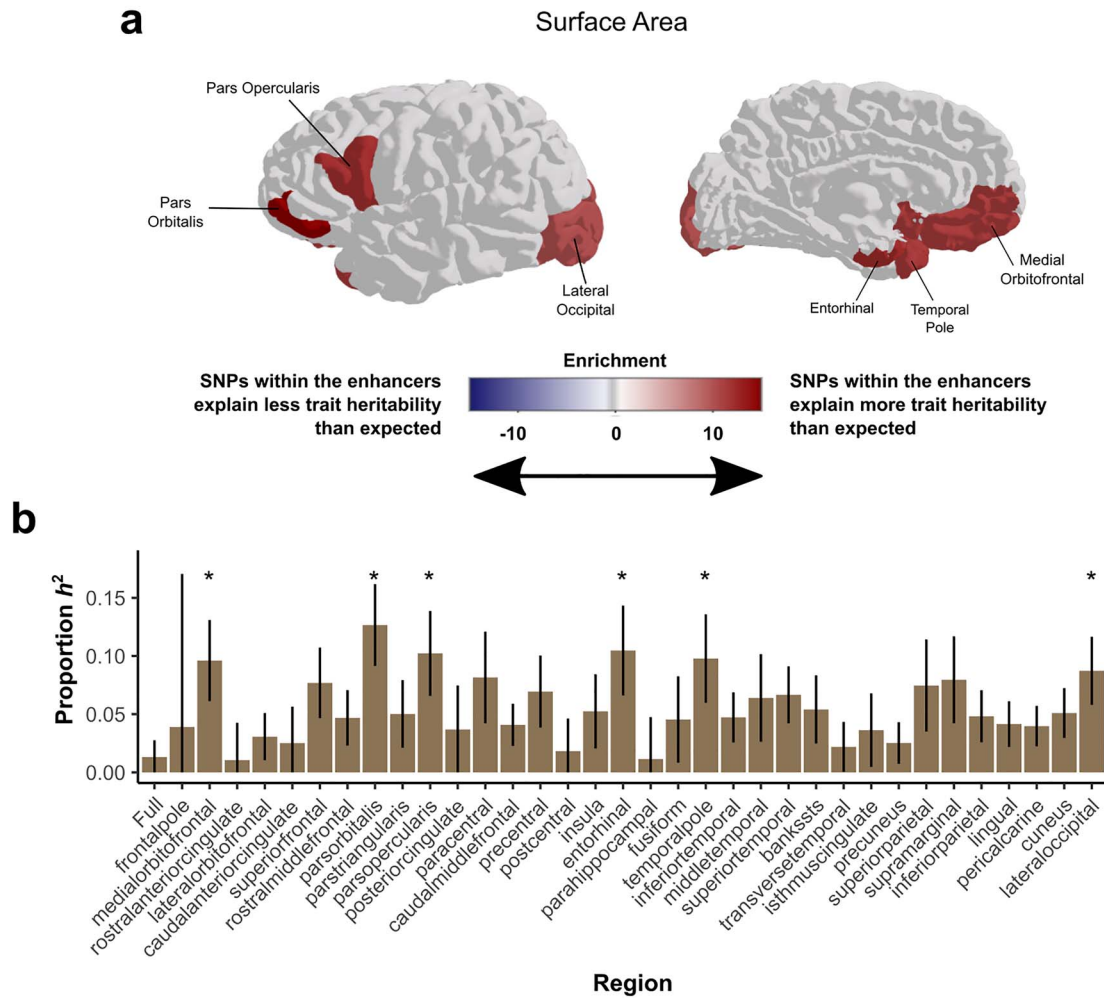 a
Surface Area
Pars Opercularis
Pars
Orbitalis
Lateral
Occipital
Entorhinal
Temporal
Pole
Medial
Orbitofrontal
SNPs within the enhancers
explain less trait heritability
than expected
Enrichment
-10 0 10
SNPs within the enhancers
explain more trait heritability
than expected
b
Proportion h²
0.15
0.10
0.05
0.00
* * * * * *
Full
frontalpole
medialorbitofrontal
rostralanteriorcingulate
lateralorbitofrontal
caudalanteriorcingulate
superiorfrontal
rostralmiddlefrontal
parsorbitalis
parstriangularis
parsopercularis
posteriorcingulate
paracentral
caudalmiddlefrontal
precentral
postcentral
insula
entorhinal
parahippocampal
fusiform
temporalpole
inferiortemporal
middletemporal
superiortemporal
bankssts
transversetemporal
isthmuscingulate
precuneus
superiorparietal
supramarginal
inferiorparietal
lingual
pericalcarine
cuneus
lateraloccipital
Region